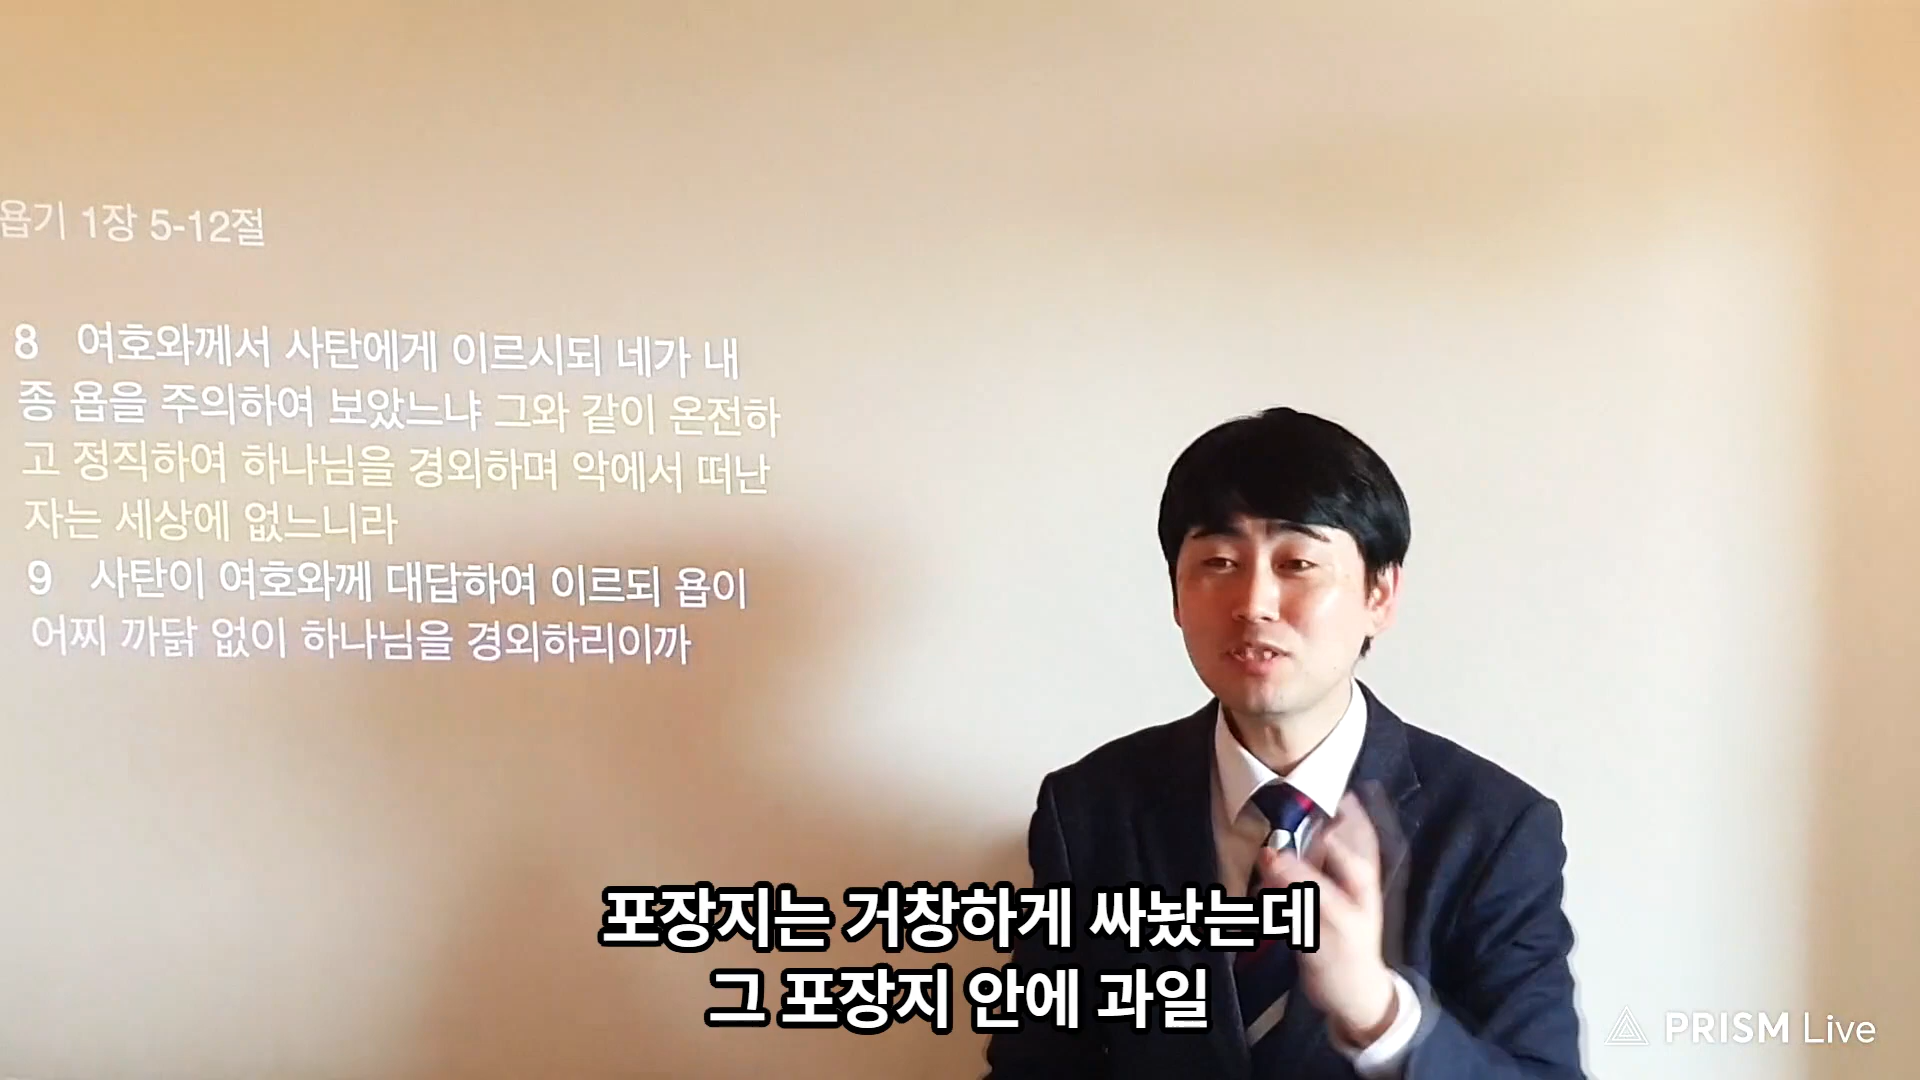 욥기 1장 5-12절
8 여호와께서 사탄에게 이르시되 네가 내
종 욥을 주의하여 보았느냐 그와 같이 온전하
고 정직하여 하나님을 경외하며 악에서 떠난
자는 세상에 없느니라
9 사탄이 여호와께 대답하여 이르되 욥이
어찌 까닭 없이 하나님을 경외하리이까
포장지는 거창하게 싸놨는데
그 포장지 안에 과일
PRISM Live